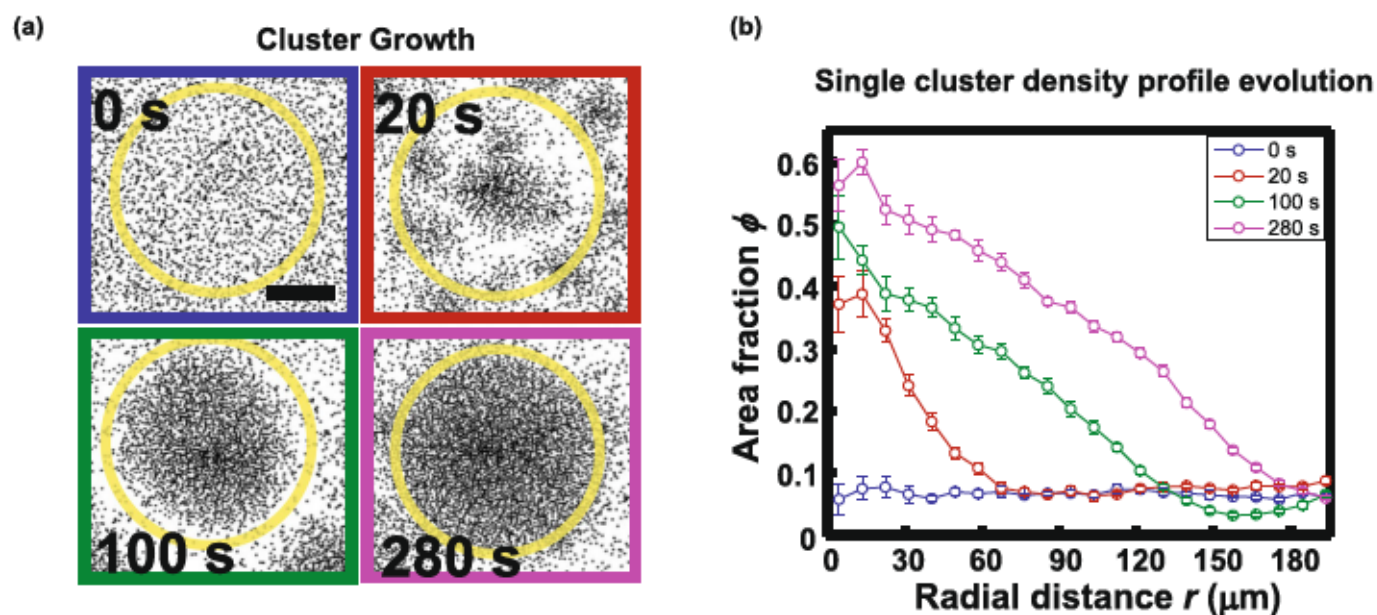 (a)
Cluster Growth
0 s
20 s
100 s
280 s
(b)
Single cluster density profile evolution
0 s
20 s
100 s
280 s
Area fraction ϕ
0.6
0.5
0.4
0.3
0.2
0.1
0
0 30 60 90 120 150 180
Radial distance r (μm)